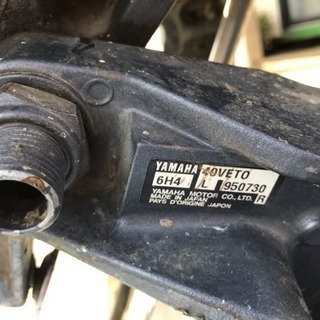 YAMAHA 40VETO
6H4 L 950730
YAMAHA MOTOR CO., LTD. R
MADE IN JAPAN
PAYS D'ORIGINE JAPON